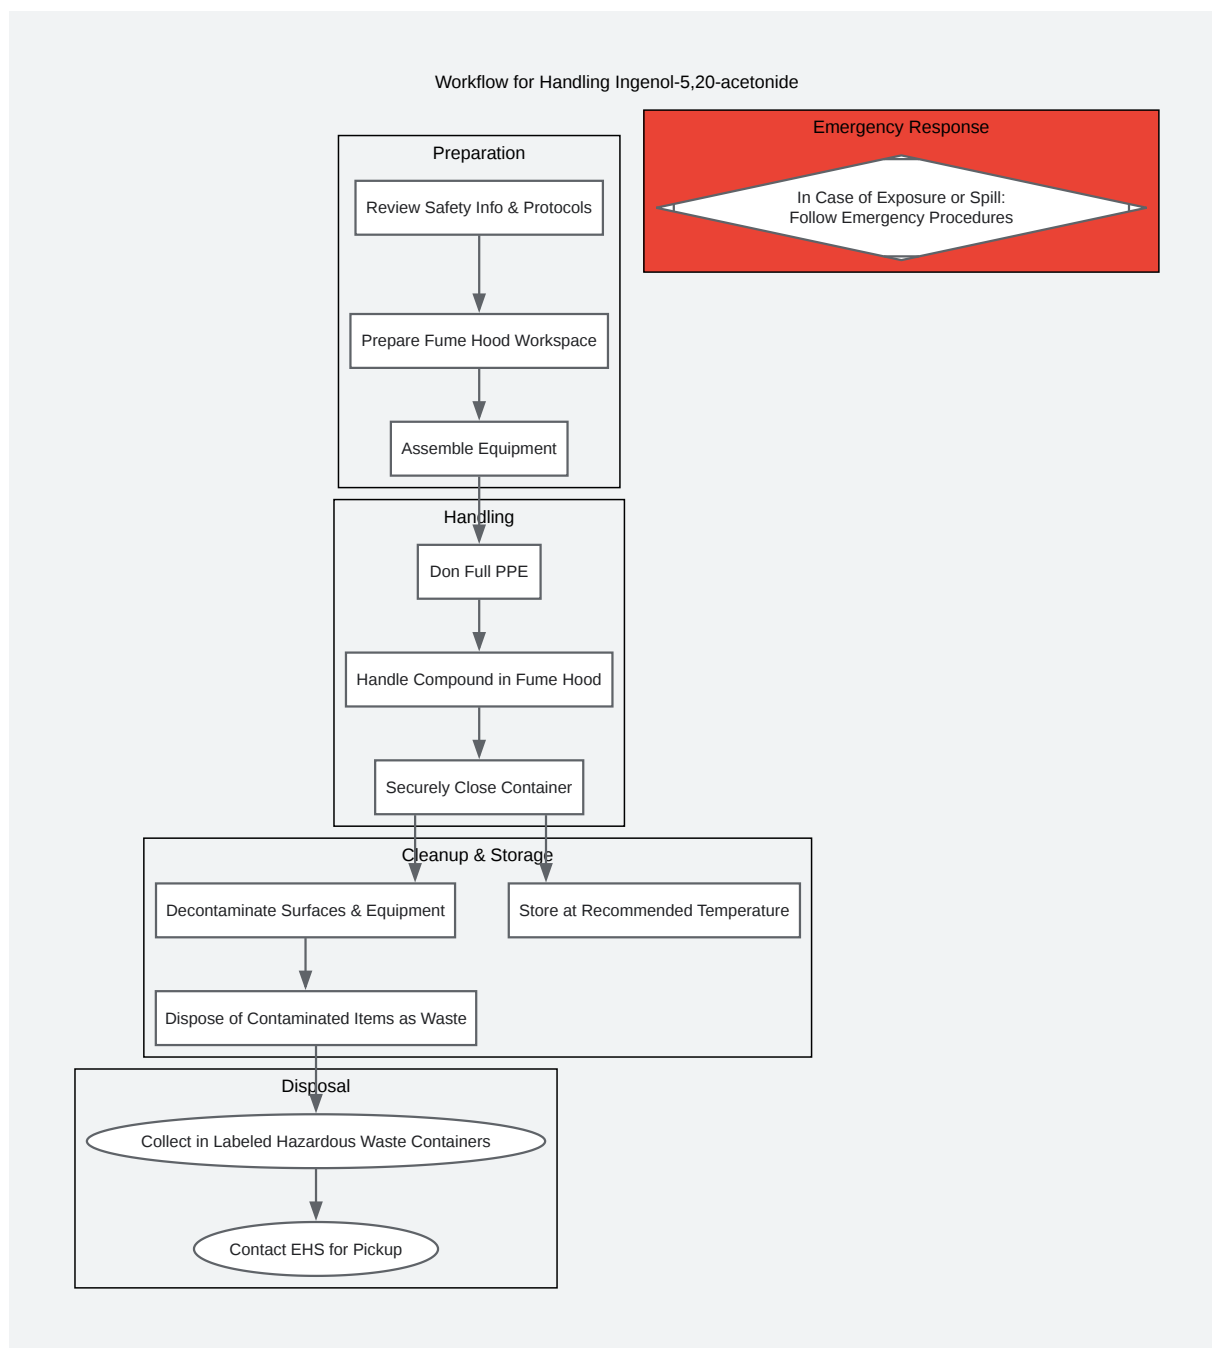 Workflow for Handling Ingenol-5,20-acetonide
Emergency Response
In Case of Exposure or Spill:
Follow Emergency Procedures
Preparation
Review Safety Info & Protocols
Prepare Fume Hood Workspace
Assemble Equipment
Handling
Don Full PPE
Handle Compound in Fume Hood
Securely Close Container
Cleanup & Storage
Decontaminate Surfaces & Equipment
Store at Recommended Temperature
Dispose of Contaminated Items as Waste
Disposal
Collect in Labeled Hazardous Waste Containers
Contact EHS for Pickup